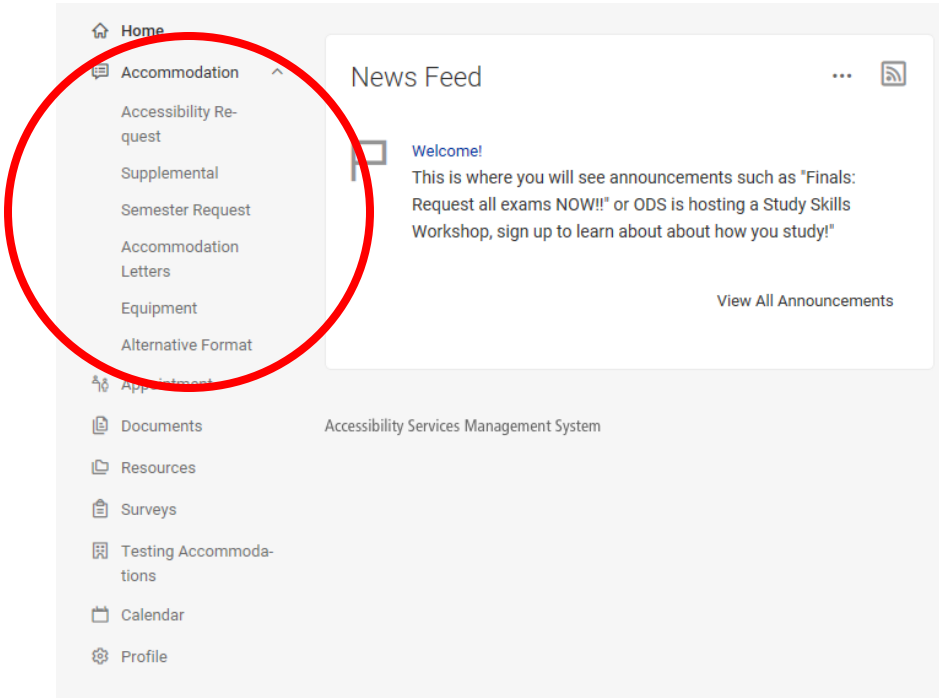 Home
Accommodation
Accessibility Re-
quest
Supplemental
Semester Request
Accommodation
Letters
Equipment
Alternative Format
Appointment
Documents
Resources
Surveys
Testing Accommoda-
tions
Calendar
Profile
News Feed
Welcome!
This is where you will see announcements such as "Finals:
Request all exams NOW!!" or ODS is hosting a Study Skills
Workshop, sign up to learn about about how you study!"
View All Announcements
Accessibility Services Management System